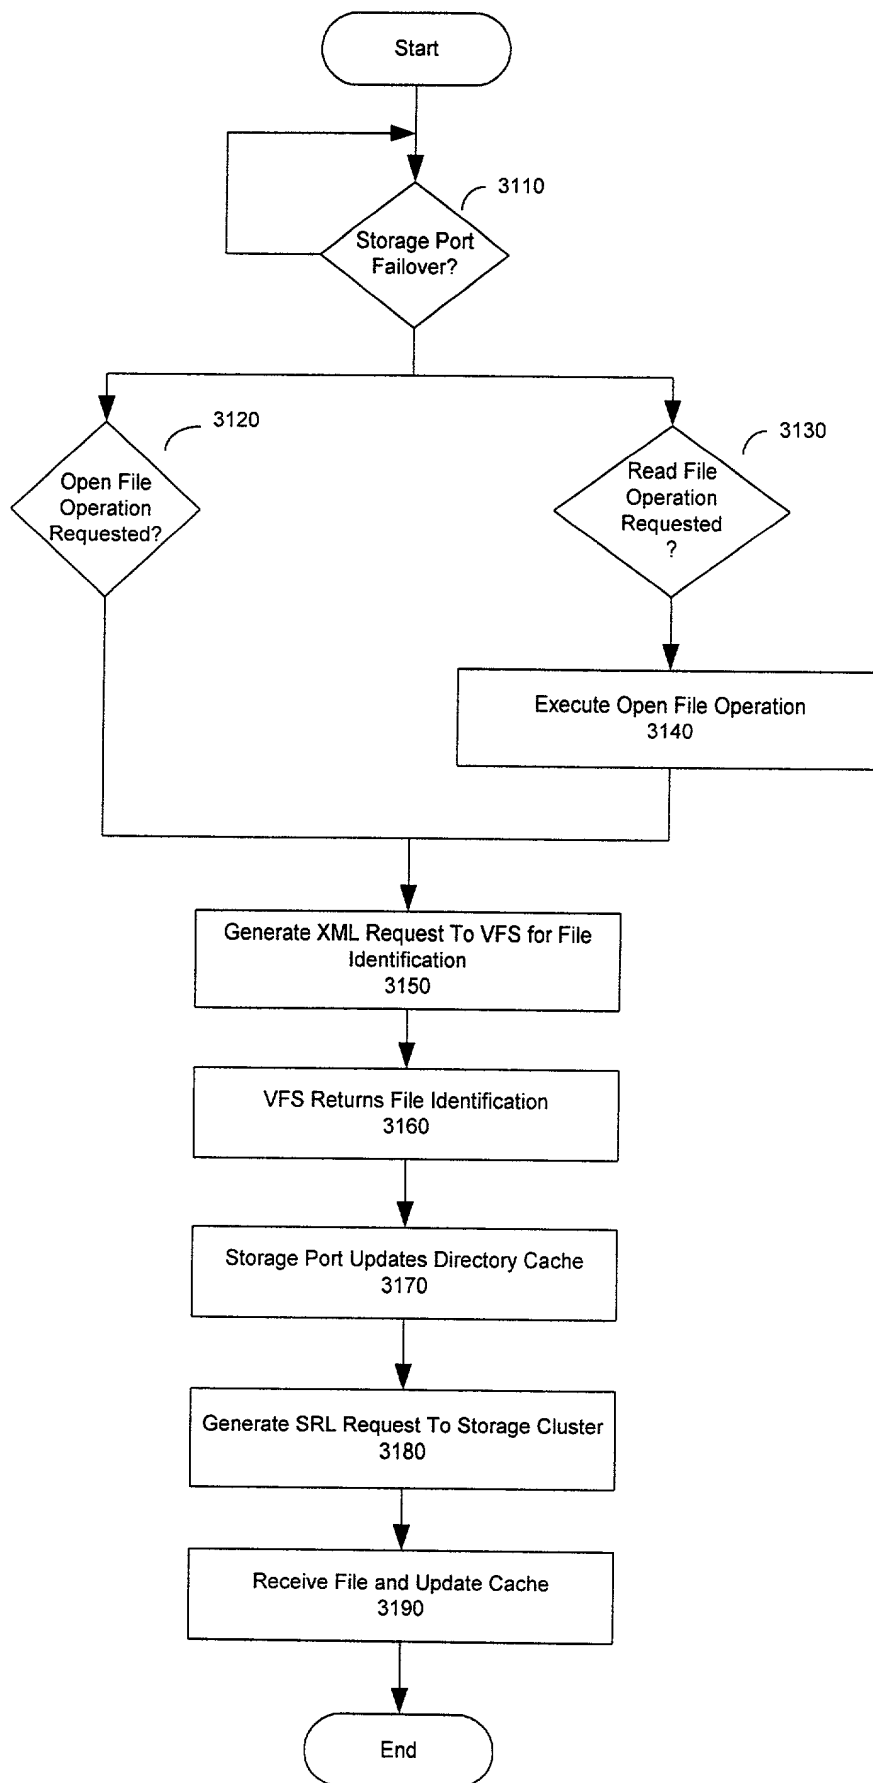 Start
3110
Storage Port
Failover?
3120
Open File
Operation
Requested?
3130
Read File
Operation
Requested
?
Execute Open File Operation
3140
Generate XML Request To VFS for File
Identification
3150
VFS Returns File Identification
3160
Storage Port Updates Directory Cache
3170
Generate SRL Request To Storage Cluster
3180
Receive File and Update Cache
3190
End